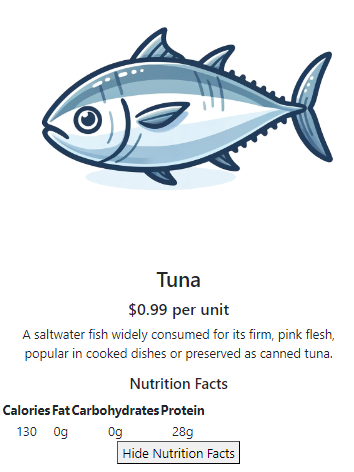 Tuna
$0.99 per unit
A saltwater fish widely consumed for its firm, pink flesh,
popular in cooked dishes or preserved as canned tuna.
Nutrition Facts
Calories Fat Carbohydrates Protein
130 0g 0g 28g
Hide Nutrition Facts